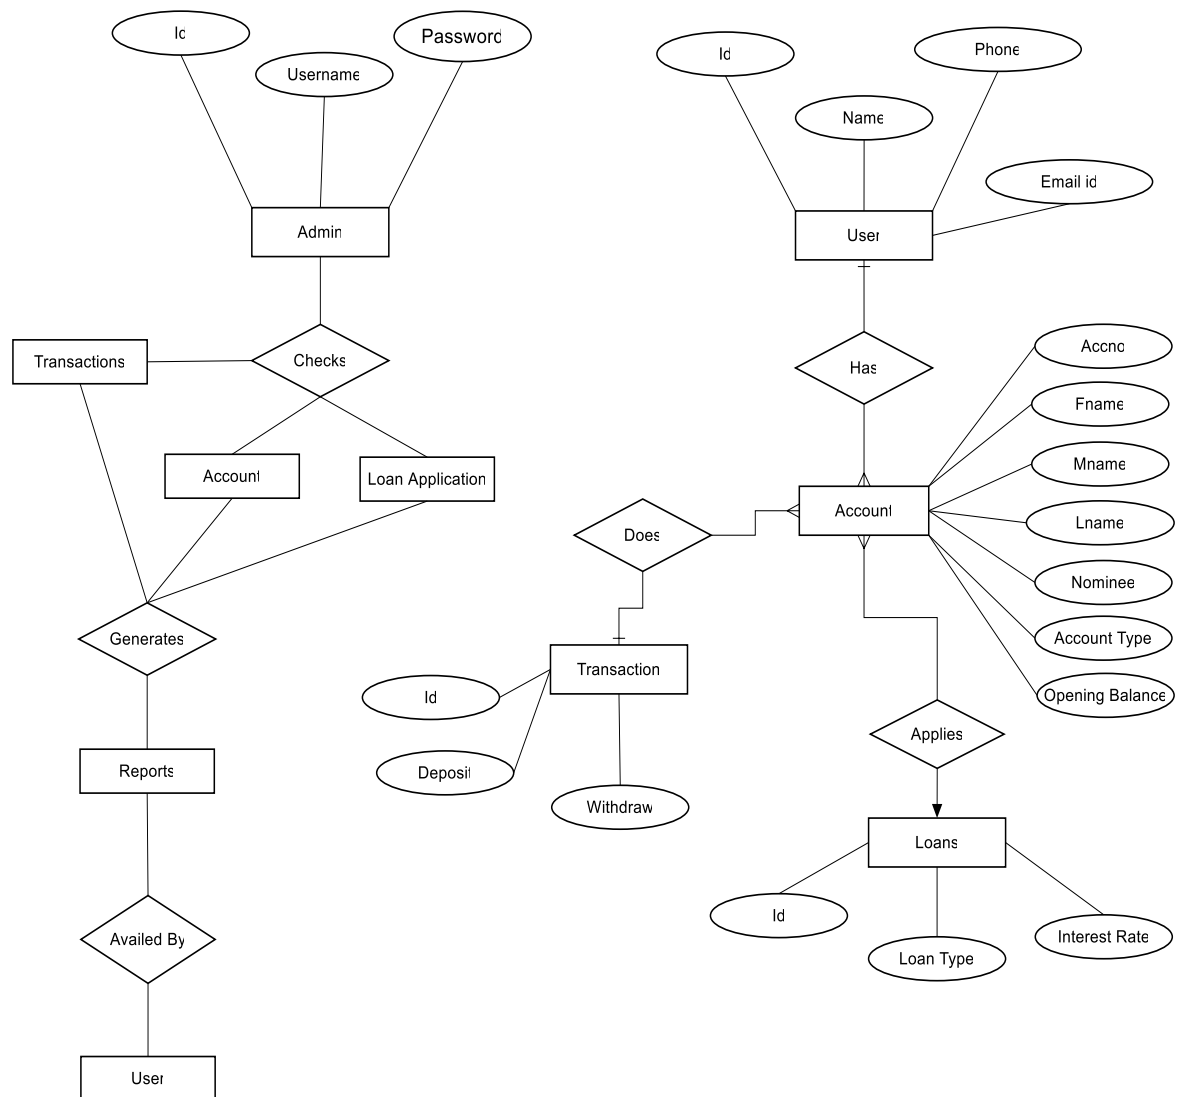 Id
Username
Password
Admin
Checks
Transactions
Account
Loan Application
Generates
Reports
Availed By
User
Id
Name
Phone
Email id
User
Has
Account
Accno
Fname
Mname
Lname
Nominee
Account Type
Opening Balance
Does
Transaction
Id
Deposit
Withdraw
Applies
Loans
Id
Loan Type
Interest Rate